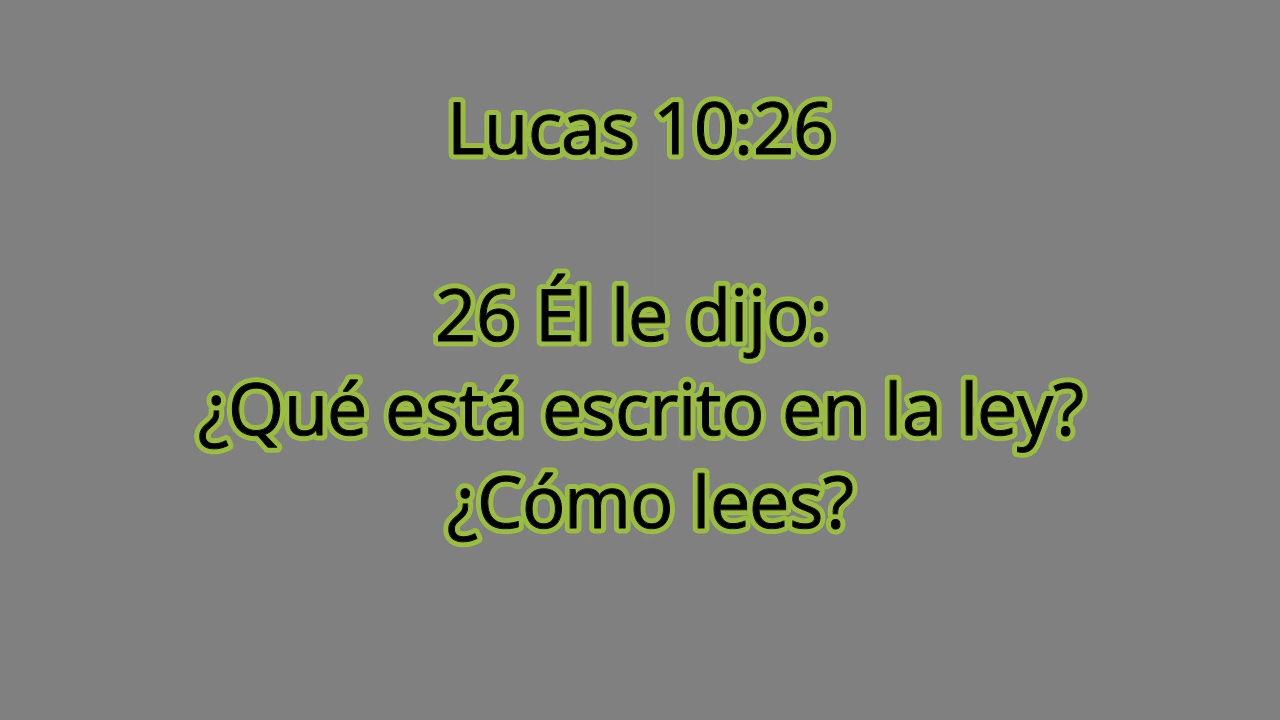 Lucas 10:26
26 Él le dijo:
¿Qué está escrito en la ley?
¿Cómo lees?